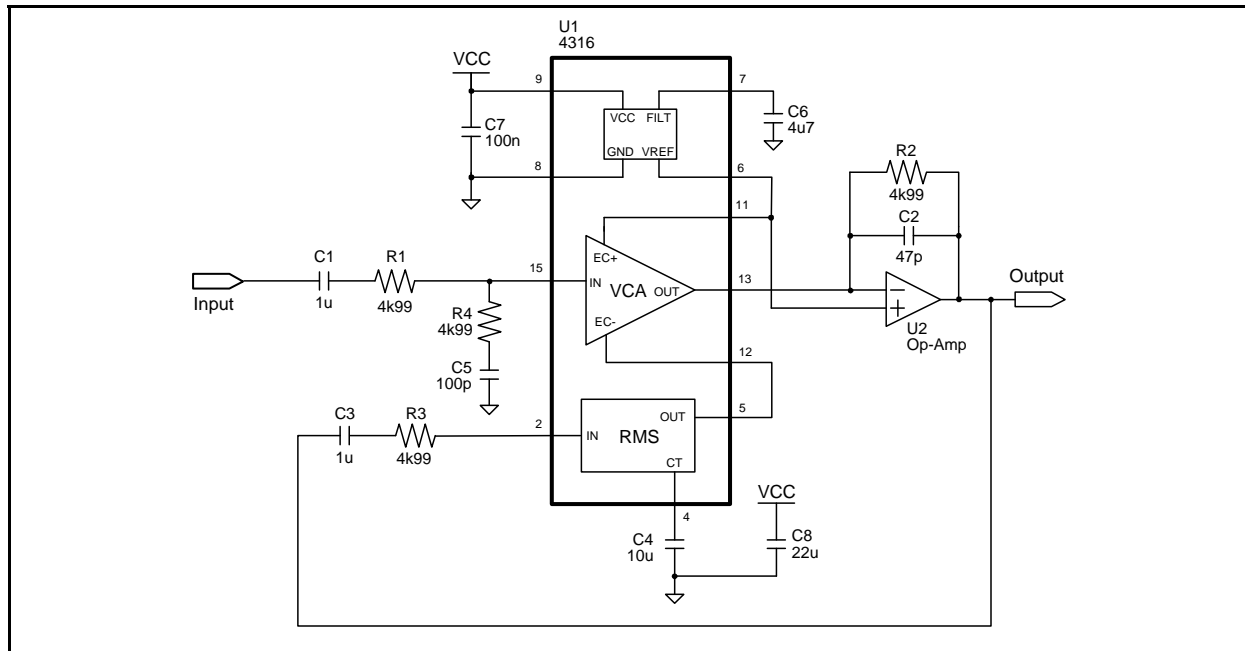 U1
4316
VCC
9
7
C7
100n
VCC
FILT
GND
VREF
C6
4u7
8
6
11
R2
4k99
C2
47p
EC+
C1
1u
R1
4k99
15
IN
VCA
OUT
13
Input
Output
R4
4k99
EC-
U2
Op-Amp
12
C5
100p
C3
1u
R3
4k99
2
IN
RMS
OUT
5
CT
4
VCC
C4
10u
C8
22u